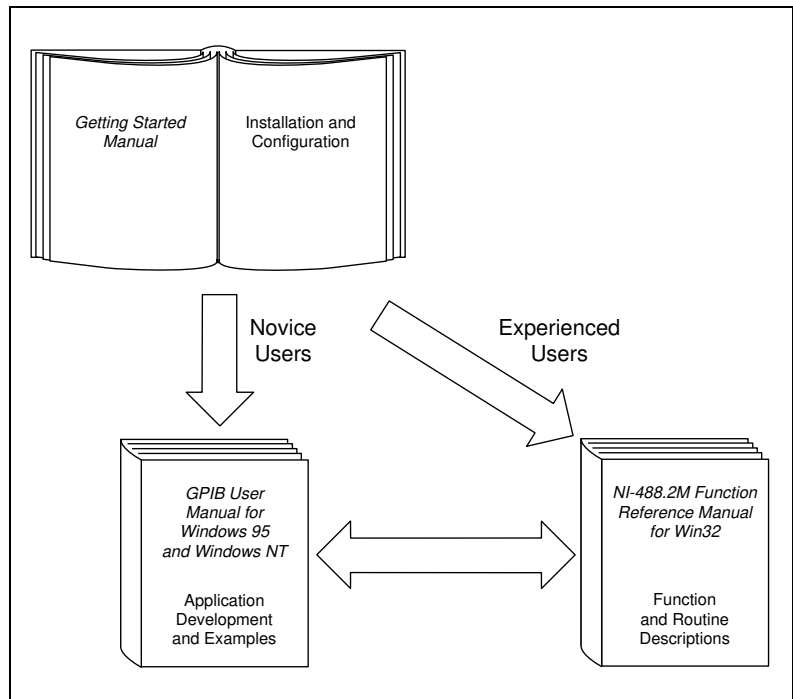 Getting Started
Manual
Installation and
Configuration
Novice
Users
Experienced
Users
GPIB User
Manual for
Windows 95
and Windows NT
Application
Development
and Examples
NI-488.2M Function
Reference Manual
for Win32
Function
and Routine
Descriptions